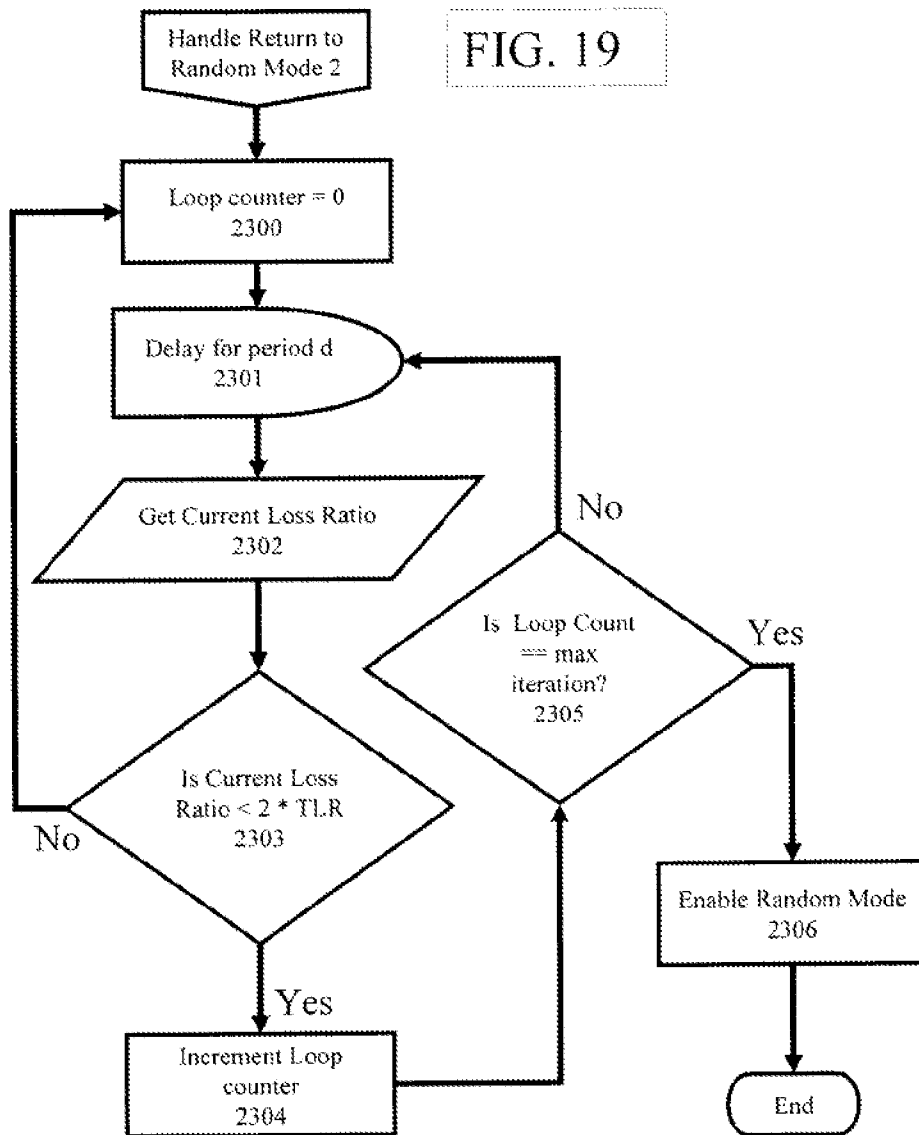 Handle Return to
Random Mode 2
FIG. 19
Loop counter = 0
2300
Delay for period d
2301
Get Current Loss Ratio
2302
No
Is Loop Count
== max
iteration?
2305
Yes
Is Current Loss
Ratio < 2 * TLR
2303
No
Enable Random Mode
2306
Yes
Increment Loop
counter
2304
End